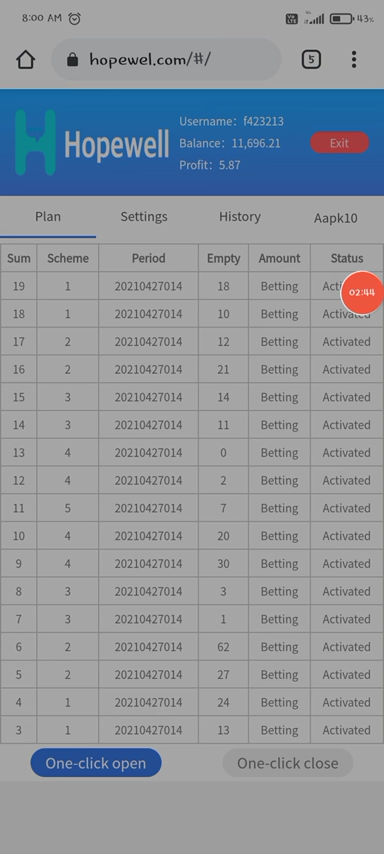 8:00 AM 43%
hopewel.com/#/ 5
Hopewell
Username: f423213
Balance: 11,696.21
Profit: 5.87
Exit
Plan Settings History Aapk10
Sum Scheme Period Empty Amount Status
19 1 20210427014 18 Betting
02:44
18 1 20210427014 10 Betting Activated
17 2 20210427014 12 Betting Activated
16 2 20210427014 21 Betting Activated
15 3 20210427014 14 Betting Activated
14 3 20210427014 11 Betting Activated
13 4 20210427014 0 Betting Activated
12 4 20210427014 2 Betting Activated
11 5 20210427014 7 Betting Activated
10 4 20210427014 20 Betting Activated
9 4 20210427014 30 Betting Activated
8 3 20210427014 3 Betting Activated
7 3 20210427014 1 Betting Activated
6 2 20210427014 62 Betting Activated
5 2 20210427014 27 Betting Activated
4 1 20210427014 24 Betting Activated
3 1 20210427014 13 Betting Activated
One-click open One-click close